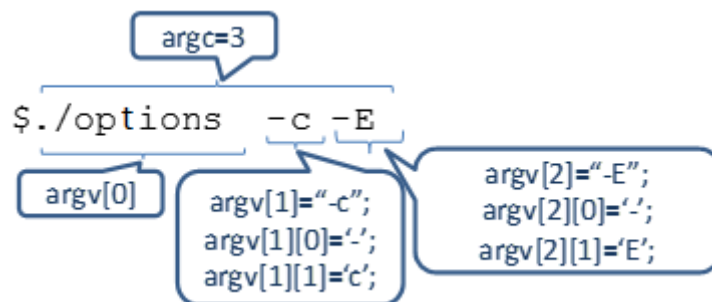 argc=3
$./options -c -E
argv[0]
argv[1]=“-c”;
argv[1][0]=‘-’;
argv[1][1]=‘c’;
argv[2]=“-E”;
argv[2][0]=‘-’;
argv[2][1]=‘E’;